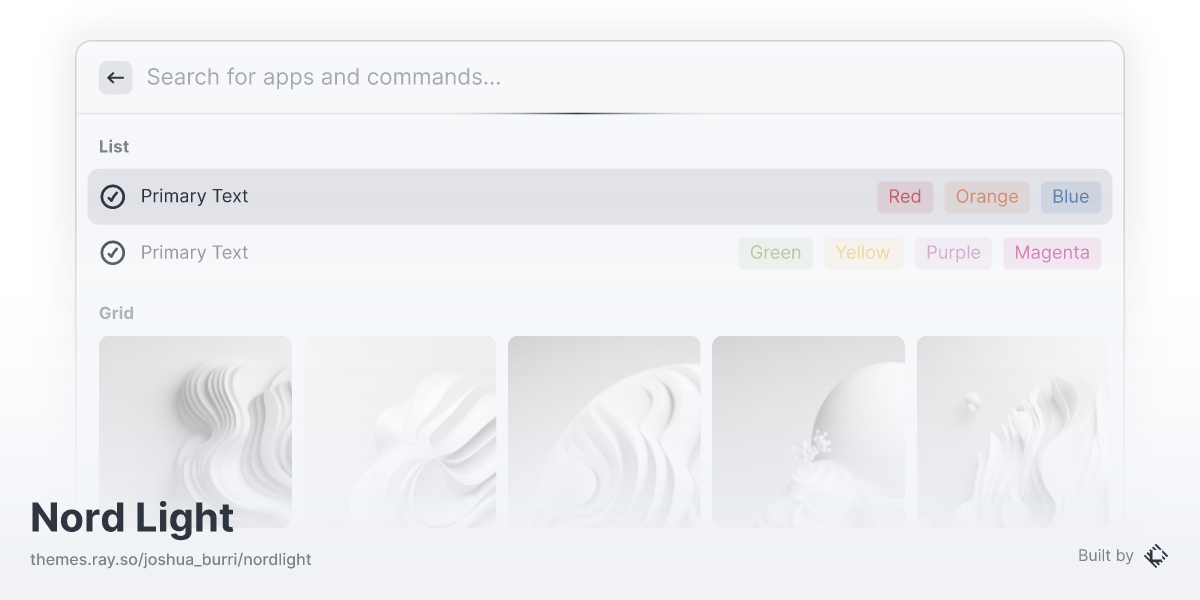 Search for apps and commands...
List
Primary Text Red Orange Blue
Primary Text Green Yellow Purple Magenta
Grid
Nord Light
themes.ray.so/joshua_burri/nordlight
Built by